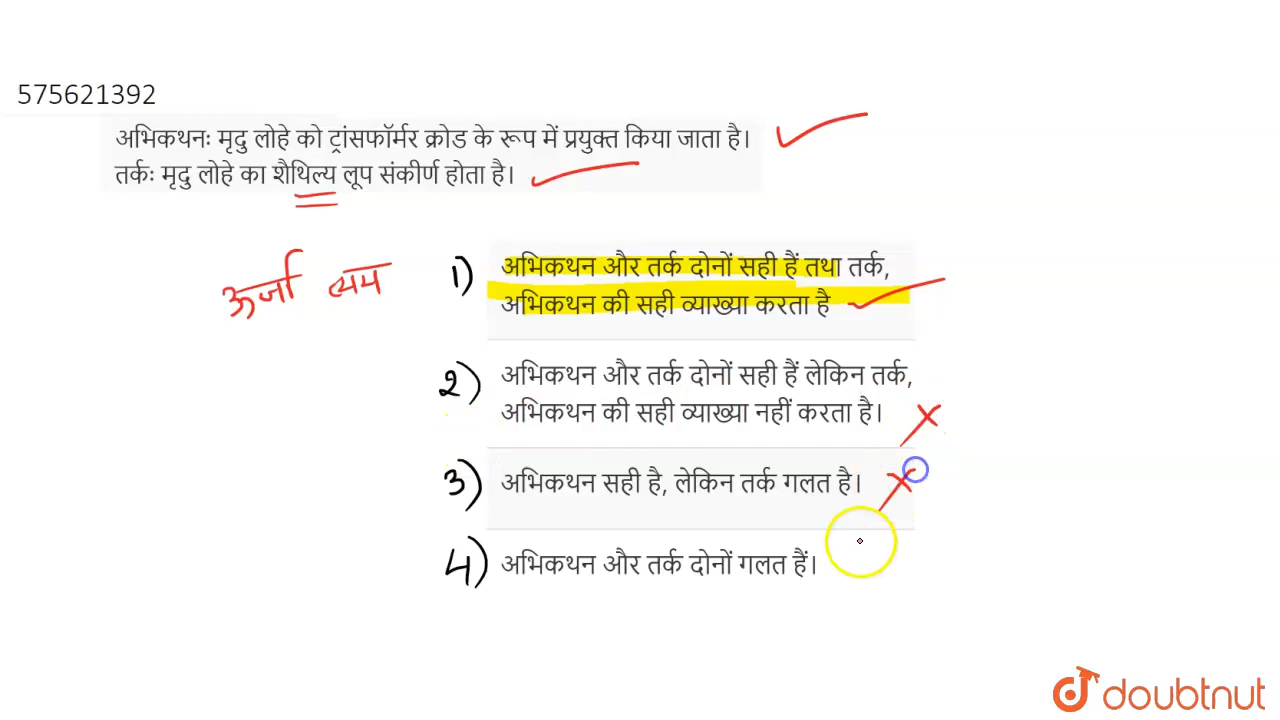 575621392
अभिकथनः मृदु लोहे को ट्रांसफॉर्मर क्रोड के रूप में प्रयुक्त किया जाता है।
तर्कः मृदु लोहे का शैथिल्य लूप संकीर्ण होता है।
ऊर्जा व्यय
1) अभिकथन और तर्क दोनों सही हैं तथा तर्क,
अभिकथन की सही व्याख्या करता है
2) अभिकथन और तर्क दोनों सही हैं लेकिन तर्क,
अभिकथन की सही व्याख्या नहीं करता है।
3) अभिकथन सही है, लेकिन तर्क गलत है।
4) अभिकथन और तर्क दोनों गलत हैं।
doubtnut